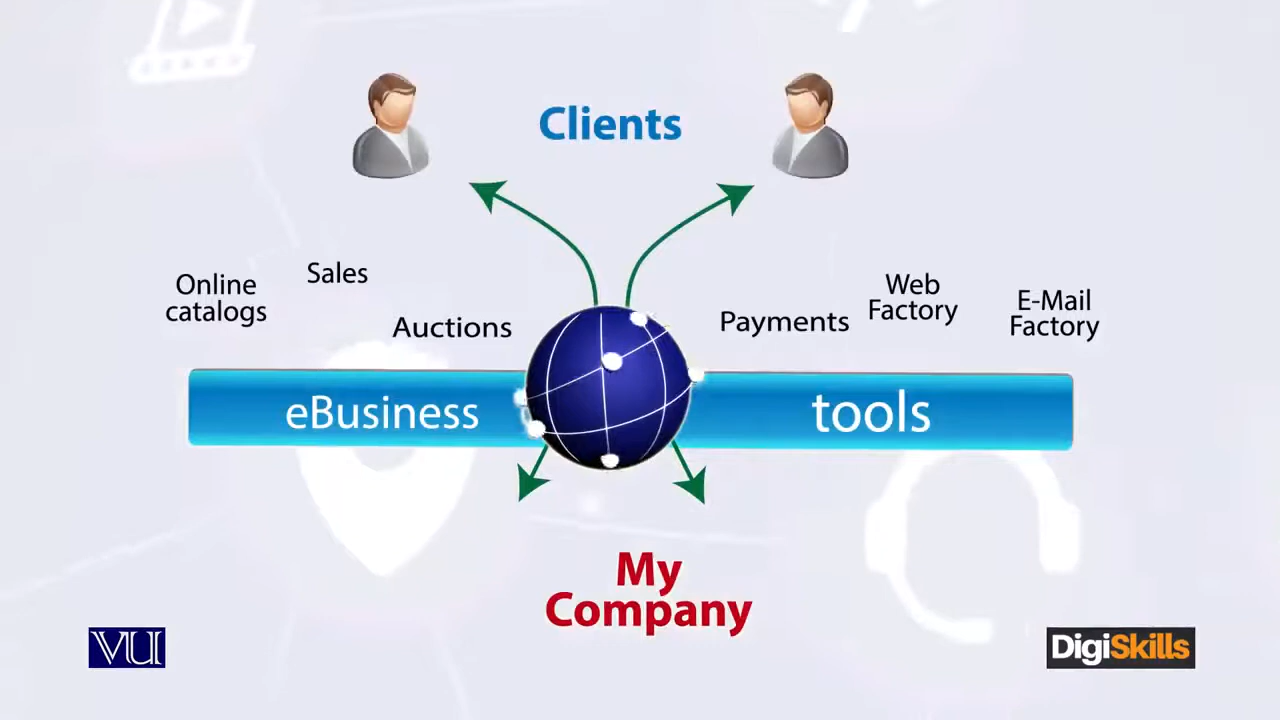 Clients
Online
catalogs
Sales
Auctions
Payments
Web
Factory
E-Mail
Factory
eBusiness
tools
My
Company
VU
DigiSkills